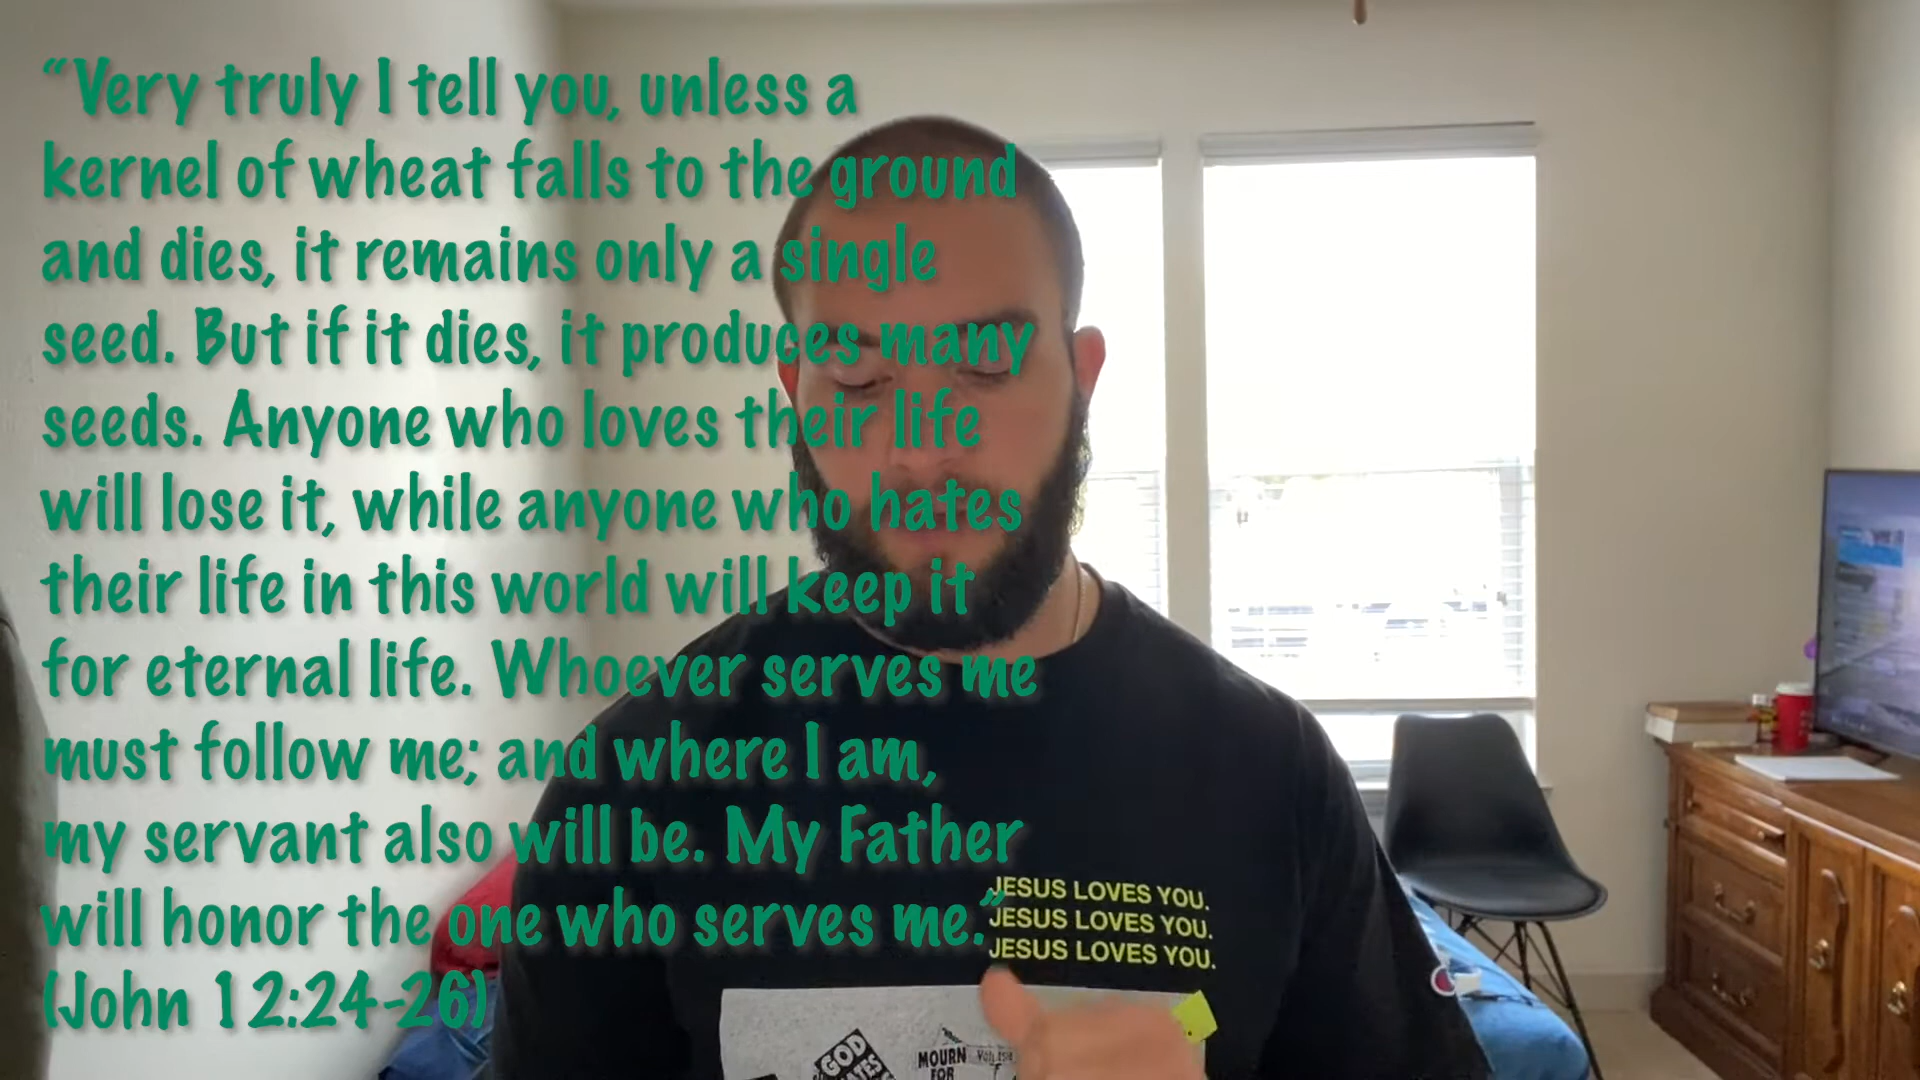 “Very truly I tell you, unless a
kernel of wheat falls to the ground
and dies, it remains only a single
seed. But if it dies, it produces many
seeds. Anyone who loves their life
will lose it, while anyone who hates
their life in this world will keep it
for eternal life. Whoever serves me
must follow me; and where I am,
my servant also will be. My Father
will honor the one who serves me.”
(John 12:24-26)
JESUS LOVES YOU.
JESUS LOVES YOU.
JESUS LOVES YOU.
GOD
MOURN
FOR